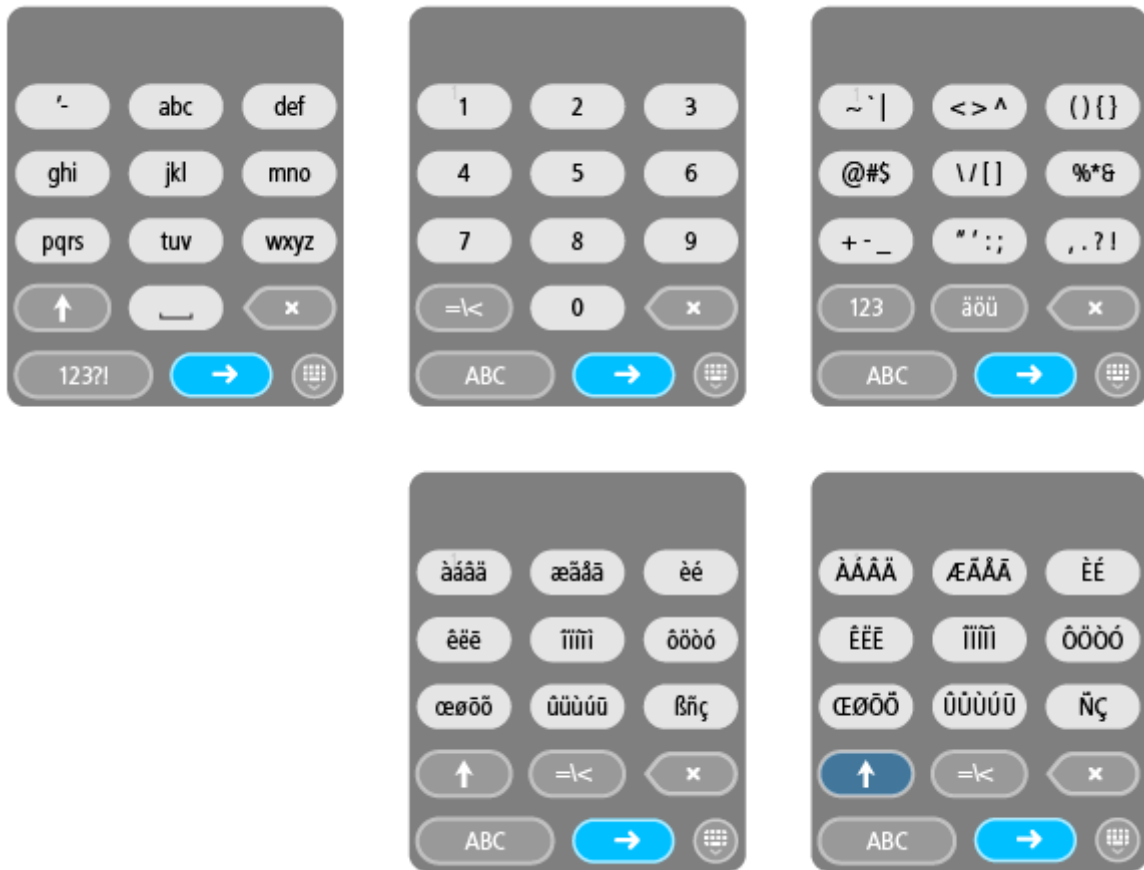 '- abc def
ghi jkl mno
pqrs tuv wxyz
123?!
1 2 3
4 5 6
7 8 9
=\< 0
ABC
~ ` | < > ^ ( ) { }
@#$ \ / [ ] %*&
+ - _ " ' : ; , . ? !
123 äöü
ABC
àáâä æãåā èé
êëē îïīì ôöòó
œøōõ ûüùúū ßñç
=\<
ABC
ÀÁÂÄ ÆÃÅĀ ÈÉ
ÊËĒ ÎÏĪÌ ÔÖÒÓ
ŒØŌÕ ÛÜÙÚŪ ÑÇ
=\<
ABC